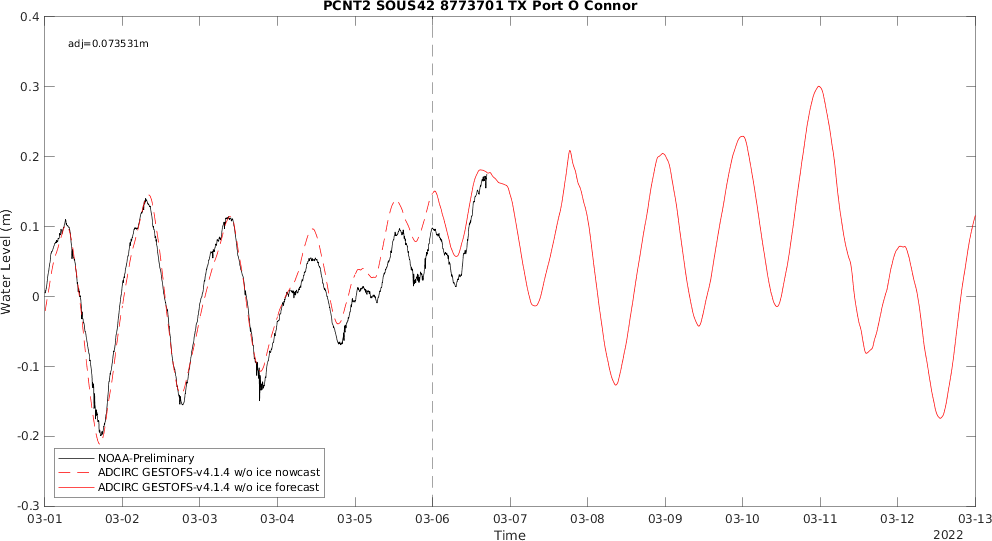 PCNT2 SOUS42 8773701 TX Port O Connor
adj=0.073531m
Water Level (m)
0.4
0.3
0.2
0.1
0
-0.1
-0.2
-0.3
NOAA-Preliminary
ADCIRC GESTOFS-v4.1.4 w/o ice nowcast
ADCIRC GESTOFS-v4.1.4 w/o ice forecast
03-01 03-02 03-03 03-04 03-05 03-06 03-07 03-08 03-09 03-10 03-11 03-12 03-13
Time
2022